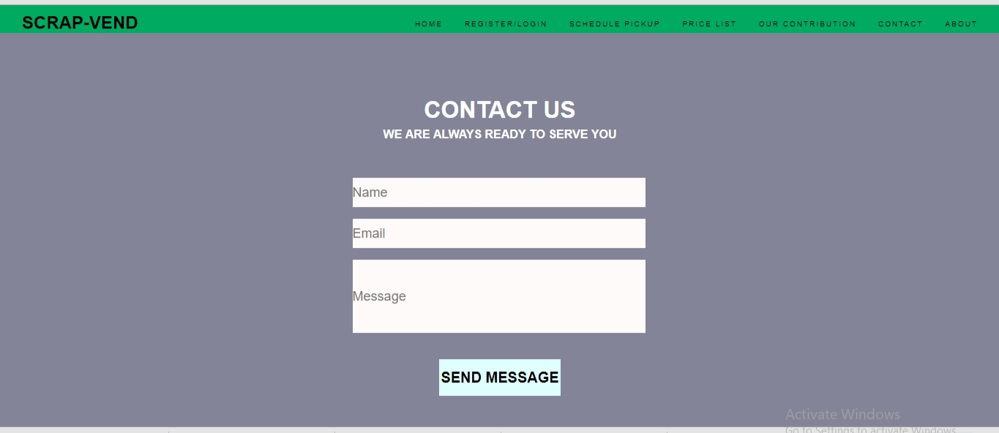 SCRAP-VEND
HOME REGISTER/LOGIN SCHEDULE PICKUP PRICE LIST OUR CONTRIBUTION CONTACT ABOUT
CONTACT US
WE ARE ALWAYS READY TO SERVE YOU
Name
Email
Message
SEND MESSAGE
Activate Windows
Go to Settings to activate Windows.